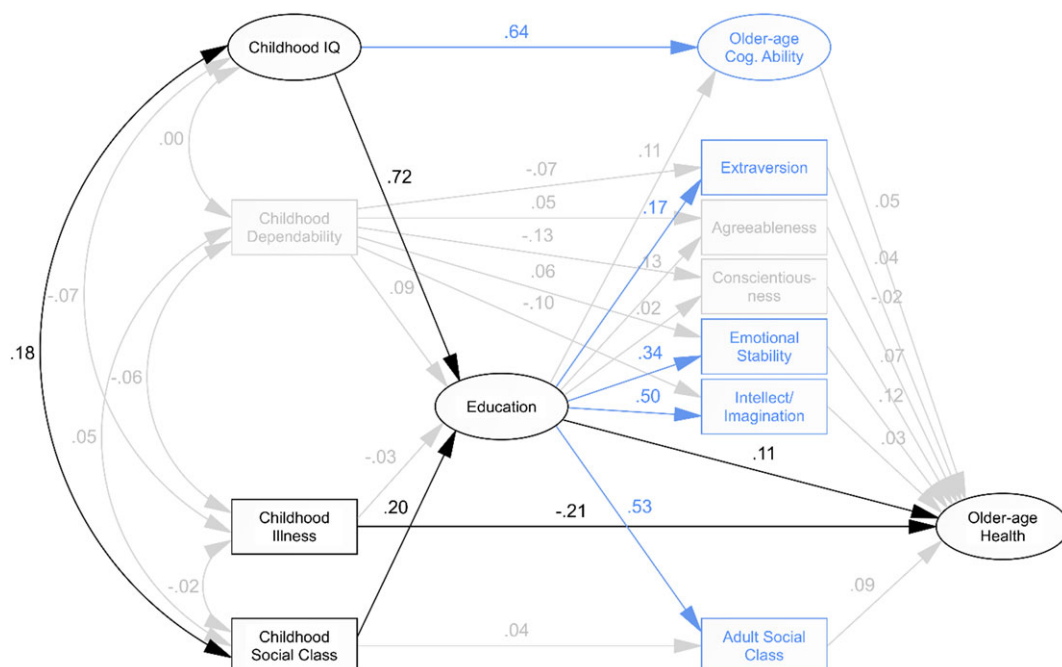 Childhood IQ
.64
Older-age
Cog. Ability
.00
.72
.11
-.07
Extraversion
.05
.17
.05
Childhood
Dependability
Agreeableness
-.13
.04
.13
.06
-.02
Conscientious-
ness
-.07
.09
-.10
.02
.18
Emotional
Stability
.34
.07
-.06
.12
Education
.50
Intellect/
Imagination
.05
.03
.11
-.03
.20
Childhood
Illness
-.21
.53
Older-age
Health
-.02
.09
Childhood
Social Class
.04
Adult Social
Class